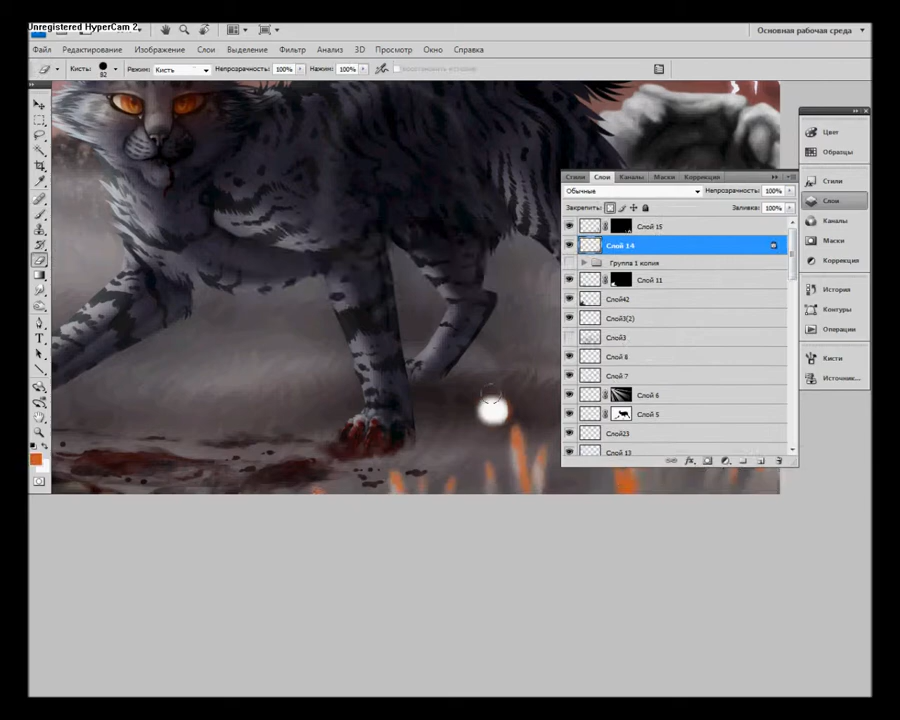 Unregistered HyperCam 2
Основная рабочая среда
Файл Редактирование Изображение Слои Выделение Фильтр Анализ 3D Просмотр Окно Справка
Кисть: 82 Режим: Кисть Непрозрачность: 100% Нажим: 100%
Стили Слои Каналы Маски Коррекция
Обычные Непрозрачность: 100%
Закрепить: Заливка: 100%
Слой 15
Слой 14
Группа 1 копия
Слой 11
Слой42
Слой3(2)
Слой3
Слой 8
Слой 7
Слой 6
Слой 5
Слой23
Слой 13
Цвет
Образцы
Стили
Слои
Каналы
Маски
Коррекция
История
Контуры
Операции
Кисти
Источник...